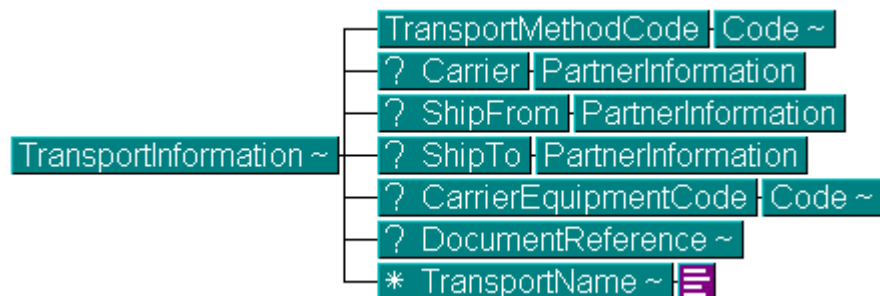 TransportMethodCode Code ~
? Carrier PartnerInformation
? ShipFrom PartnerInformation
TransportInformation ~ ? ShipTo PartnerInformation
? CarrierEquipmentCode Code ~
? DocumentReference ~
* TransportName ~